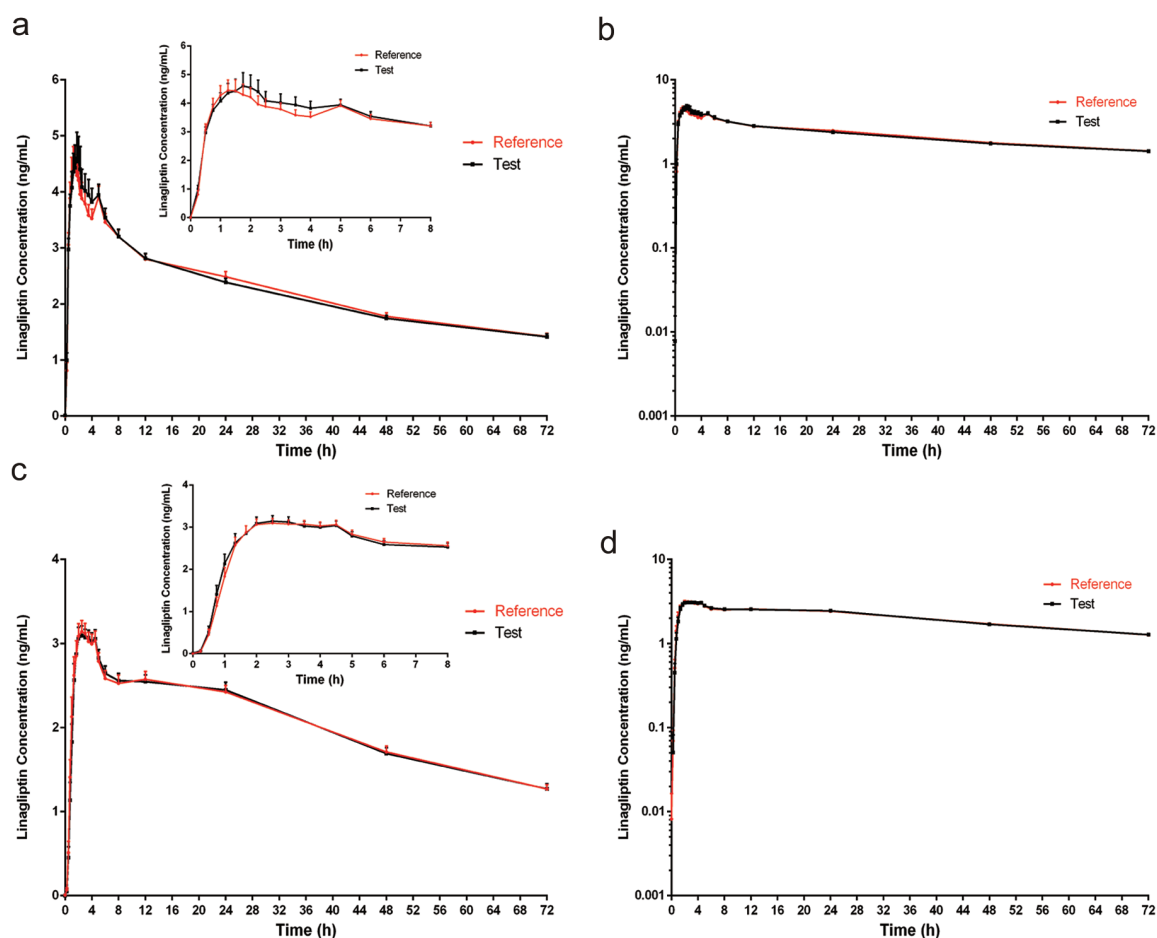 a
Linagliptin Concentration (ng/mL)
6
5
4
3
2
1
0
0 4 8 12 16 20 24 28 32 36 40 44 48 52 56 60 64 68 72
Time (h)
Reference
Test
Linagliptin Concentration (ng/mL)
6
5
4
3
2
1
0
0 1 2 3 4 5 6 7 8
Time (h)
Reference
Test
b
Linagliptin Concentration (ng/mL)
10
1
0.1
0.01
0.001
0 4 8 12 16 20 24 28 32 36 40 44 48 52 56 60 64 68 72
Time (h)
Reference
Test
c
Linagliptin Concentration (ng/mL)
4
3
2
1
0
0 4 8 12 16 20 24 28 32 36 40 44 48 52 56 60 64 68 72
Time (h)
Reference
Test
Linagliptin Concentration (ng/mL)
4
3
2
1
0
0 1 2 3 4 5 6 7 8
Time (h)
Reference
Test
d
Linagliptin Concentration (ng/mL)
10
1
0.1
0.01
0.001
0 4 8 12 16 20 24 28 32 36 40 44 48 52 56 60 64 68 72
Time (h)
Reference
Test